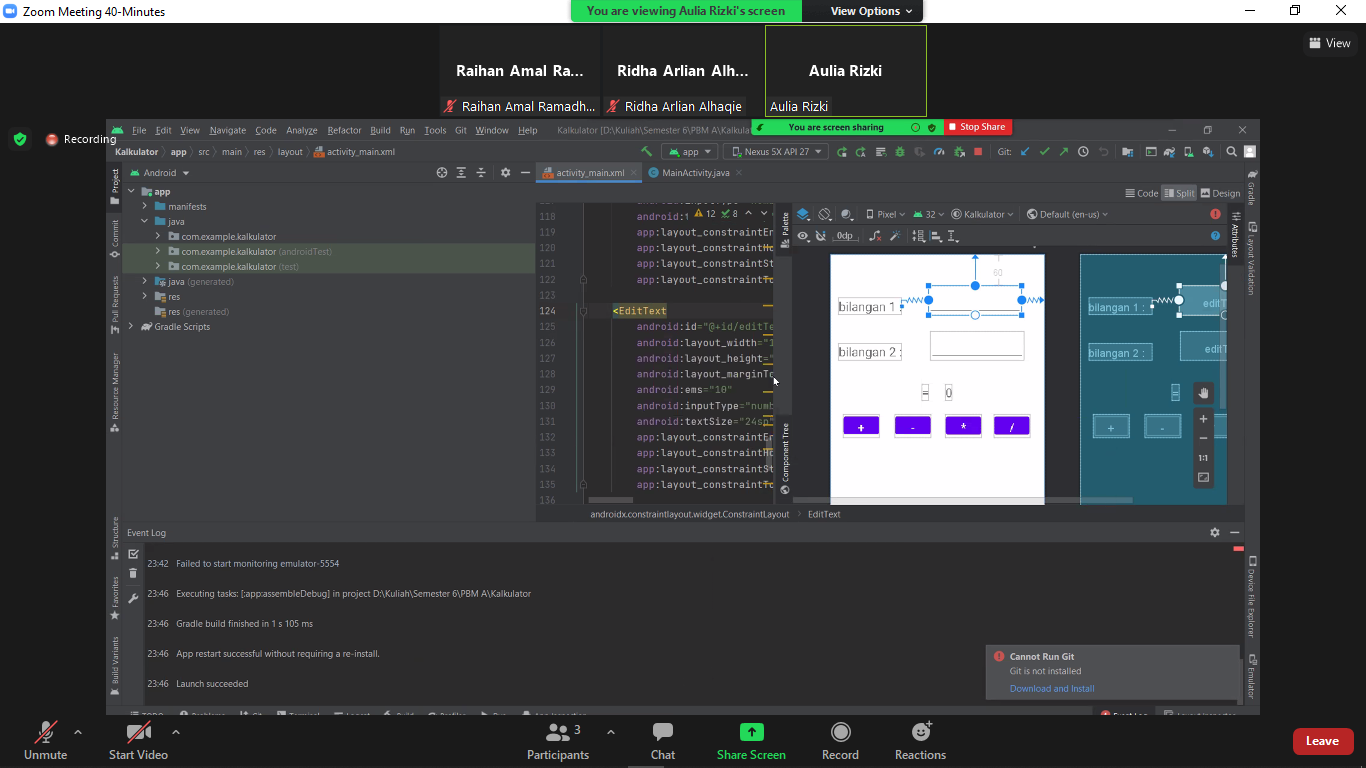 Zoom Meeting 40-Minutes
You are viewing Aulia Rizki's screen
View Options
View
Raihan Amal Ra...
Ridha Arlian Alh...
Aulia Rizki
Raihan Amal Ramadh...
Ridha Arlian Alhaqie
Aulia Rizki
Recording
File Edit View Navigate Code Analyze Refactor Build Run Tools Git Window Help
Kalkulator [D:\Kuliah\Semester 6\PBM A\Kalkula
You are screen sharing
Stop Share
Kalkulator app src main res layout activity_main.xml
app
Nexus 5X API 27
Git:
Android
activity_main.xml
MainActivity.java
Code Split Design
Project
Commit
Pull Requests
Resource Manager
Structure
Favorites
Build Variants
app
manifests
java
com.example.kalkulator
com.example.kalkulator (androidTest)
com.example.kalkulator (test)
java (generated)
res
res (generated)
Gradle Scripts
12 8
118 android:
119 app:layout_constraintEn
120 app:layout_constraint
121 app:layout_constraintSt
122 app:layout_constraint
123
124 <EditText
125 android:id="@+id/editTe
126 android:layout_width="1
127 android:layout_height="
128 android:layout_marginT
129 android:ems="10"
130 android:inputType="numb
131 android:textSize="24sp"
132 app:layout_constraintEn
133 app:layout_constraint
134 app:layout_constraintSt
135 app:layout_constraint
136
androidx.constraintlayout.widget.ConstraintLayout EditText
Palette
Component Tree
Pixel
32
Kalkulator
Default (en-us)
0dp
60
bilangan 1 :
bilangan 2 :
= 0
+ - * /
bilangan 1 :
editT
bilangan 2 :
editT
=
+ -
+
−
1:1
Attributes
Gradle
Layout Validation
Device File Explorer
Emulator
Event Log
23:42 Failed to start monitoring emulator-5554
23:46 Executing tasks: [:app:assembleDebug] in project D:\Kuliah\Semester 6\PBM A\Kalkulator
23:46 Gradle build finished in 1 s 105 ms
23:46 App restart successful without requiring a re-install.
23:46 Launch succeeded
Cannot Run Git
Git is not installed
Download and Install
Unmute
Start Video
Participants
3
Chat
Share Screen
Record
Reactions
Leave